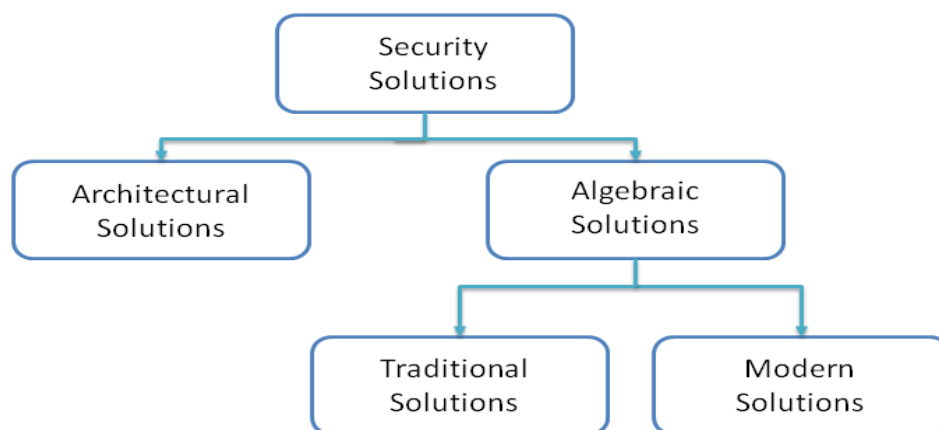 Security
Solutions
Architectural
Solutions
Algebraic
Solutions
Traditional
Solutions
Modern
Solutions